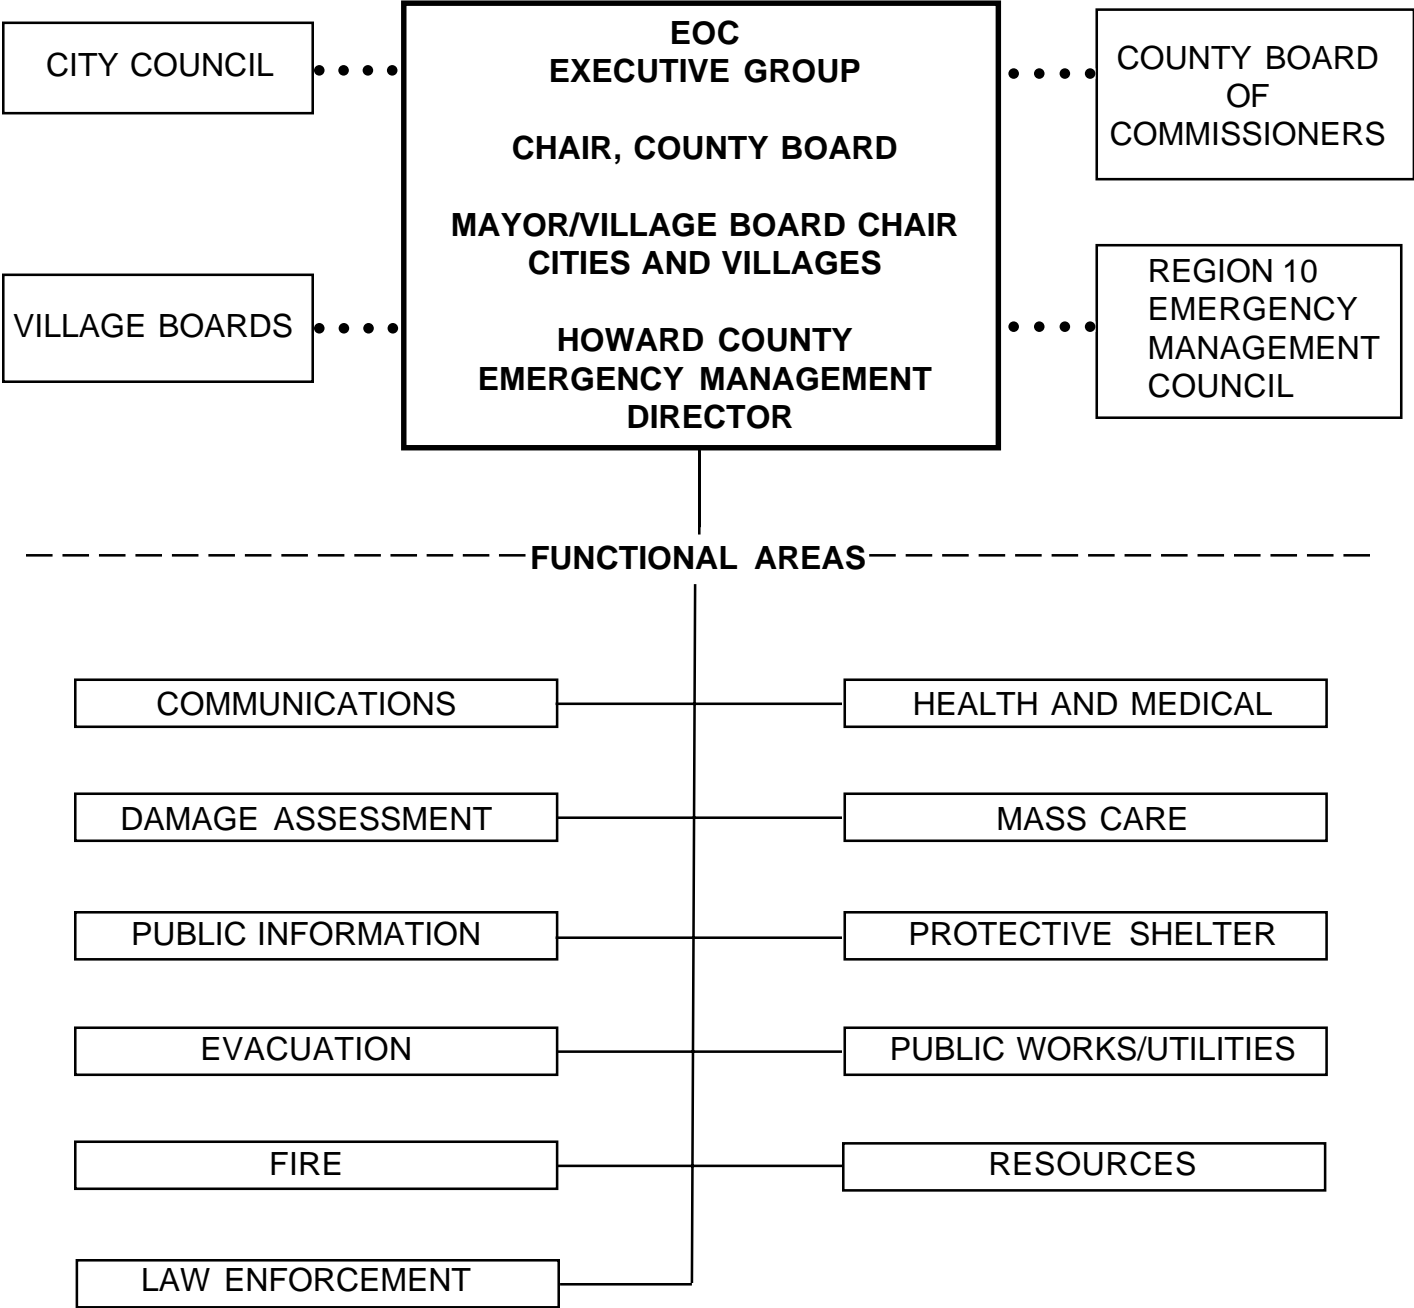 CITY COUNCIL
EOC
EXECUTIVE GROUP
CHAIR, COUNTY BOARD
MAYOR/VILLAGE BOARD CHAIR
CITIES AND VILLAGES
HOWARD COUNTY
EMERGENCY MANAGEMENT
DIRECTOR
COUNTY BOARD
OF
COMMISSIONERS
VILLAGE BOARDS
REGION 10
EMERGENCY
MANAGEMENT
COUNCIL
FUNCTIONAL AREAS
COMMUNICATIONS
HEALTH AND MEDICAL
DAMAGE ASSESSMENT
MASS CARE
PUBLIC INFORMATION
PROTECTIVE SHELTER
EVACUATION
PUBLIC WORKS/UTILITIES
FIRE
RESOURCES
LAW ENFORCEMENT